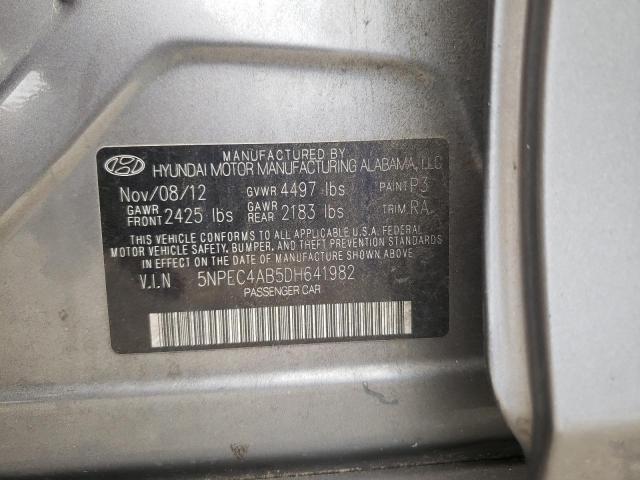 MANUFACTURED BY
HYUNDAI MOTOR MANUFACTURING ALABAMA, LLC
Nov/08/12 GVWR 4497 lbs PAINT P3
GAWR FRONT 2425 lbs GAWR REAR 2183 lbs TRIM RA
THIS VEHICLE CONFORMS TO ALL APPLICABLE U.S.A. FEDERAL
MOTOR VEHICLE SAFETY, BUMPER, AND THEFT PREVENTION STANDARDS
IN EFFECT ON THE DATE OF MANUFACTURE SHOWN ABOVE.
V.I.N 5NPEC4AB5DH641982
PASSENGER CAR